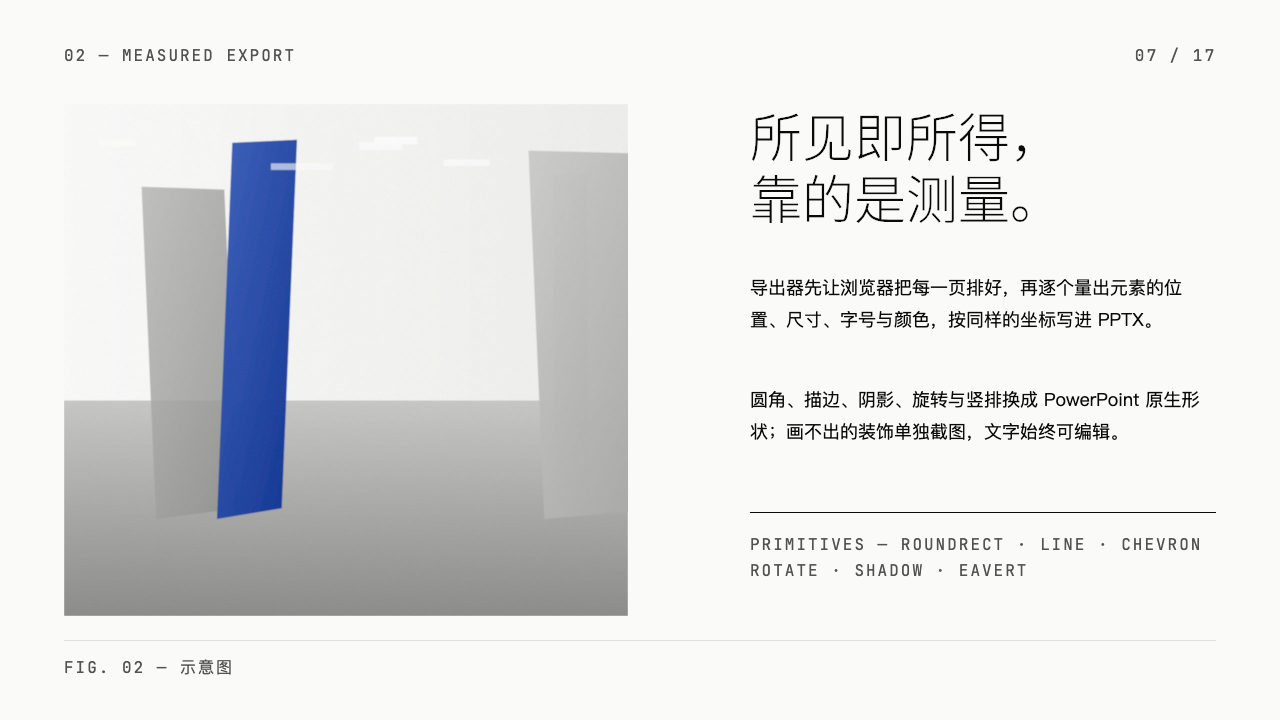 02 — MEASURED EXPORT
07 / 17
所见即所得，
靠的是测量。
导出器先让浏览器把每一页排好，再逐个量出元素的位
置、尺寸、字号与颜色，按同样的坐标写进 PPTX。
圆角、描边、阴影、旋转与竖排换成 PowerPoint 原生形
状；画不出的装饰单独截图，文字始终可编辑。
PRIMITIVES — ROUNDRECT · LINE · CHEVRON
ROTATE · SHADOW · EAVERT
FIG. 02 — 示意图